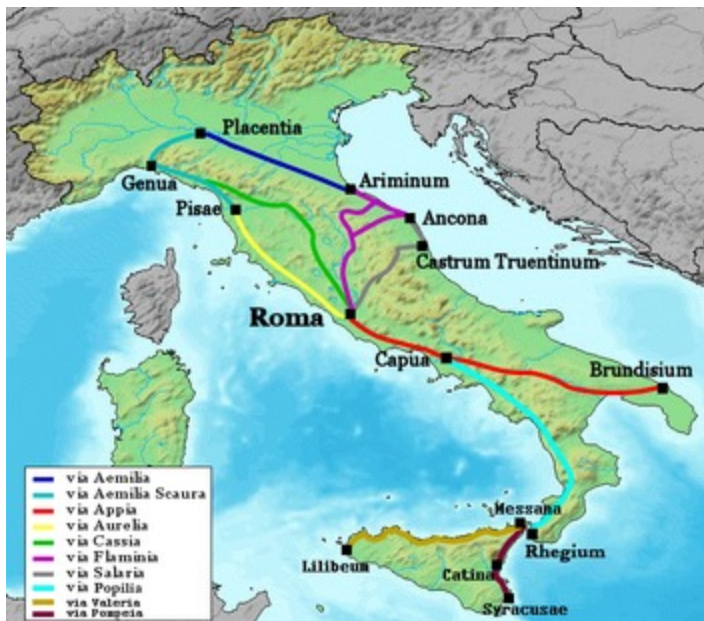 Placentia
Genua
Ariminum
Pisae
Ancona
Castrum Truentinum
Roma
Capua
Brundisium
Messana
Rhegium
Lilibeum
Catina
Syracusae
via Aemilia
via Aemilia Scaura
via Appia
via Aurelia
via Cassia
via Flaminia
via Salaria
via Popilia
via Valeria
via Pompeia